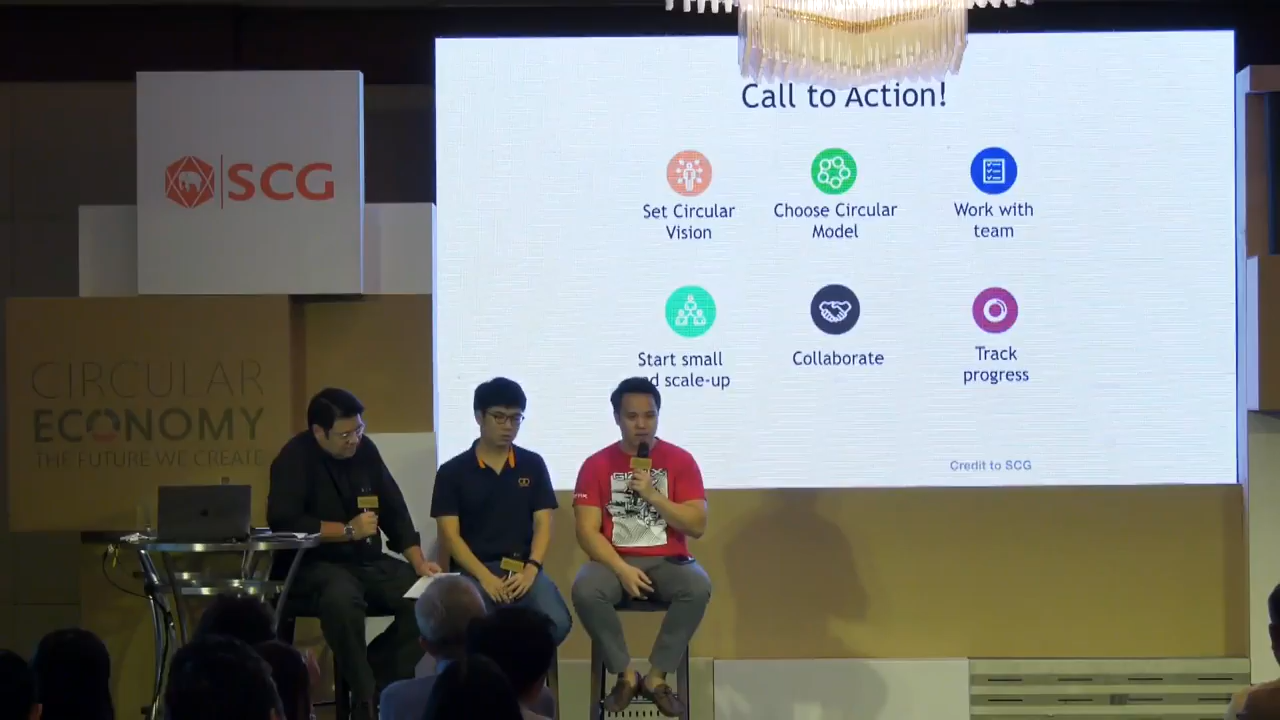 SCG
CIRCULAR
ECONOMY
THE FUTURE WE CREATE
Call to Action!
Set Circular
Vision
Choose Circular
Model
Work with
team
Start small
and scale-up
Collaborate
Track
progress
Credit to SCG